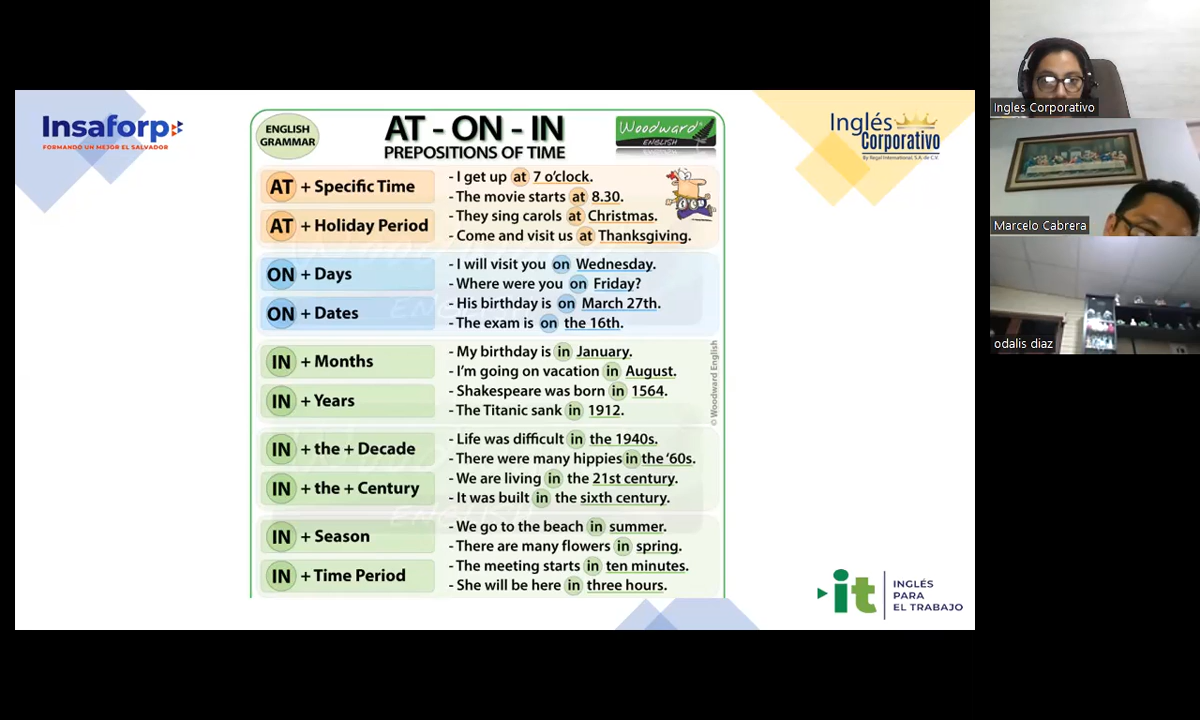 Insaforp
FORMANDO UN MEJOR EL SALVADOR
ENGLISH
GRAMMAR
AT - ON - IN
PREPOSITIONS OF TIME
Woodward®
ENGLISH
Inglés
Corporativo
By Regal International, S.A. de C.V.
AT + Specific Time
- I get up at 7 o'clock.
- The movie starts at 8.30.
AT + Holiday Period
- They sing carols at Christmas.
- Come and visit us at Thanksgiving.
ON + Days
- I will visit you on Wednesday.
- Where were you on Friday?
ON + Dates
- His birthday is on March 27th.
- The exam is on the 16th.
IN + Months
- My birthday is in January.
- I'm going on vacation in August.
IN + Years
- Shakespeare was born in 1564.
- The Titanic sank in 1912.
IN + the + Decade
- Life was difficult in the 1940s.
- There were many hippies in the '60s.
IN + the + Century
- We are living in the 21st century.
- It was built in the sixth century.
IN + Season
- We go to the beach in summer.
- There are many flowers in spring.
IN + Time Period
- The meeting starts in ten minutes.
- She will be here in three hours.
© Woodward English
it
INGLÉS
PARA
EL TRABAJO
Ingles Corporativo
Marcelo Cabrera
odalis diaz